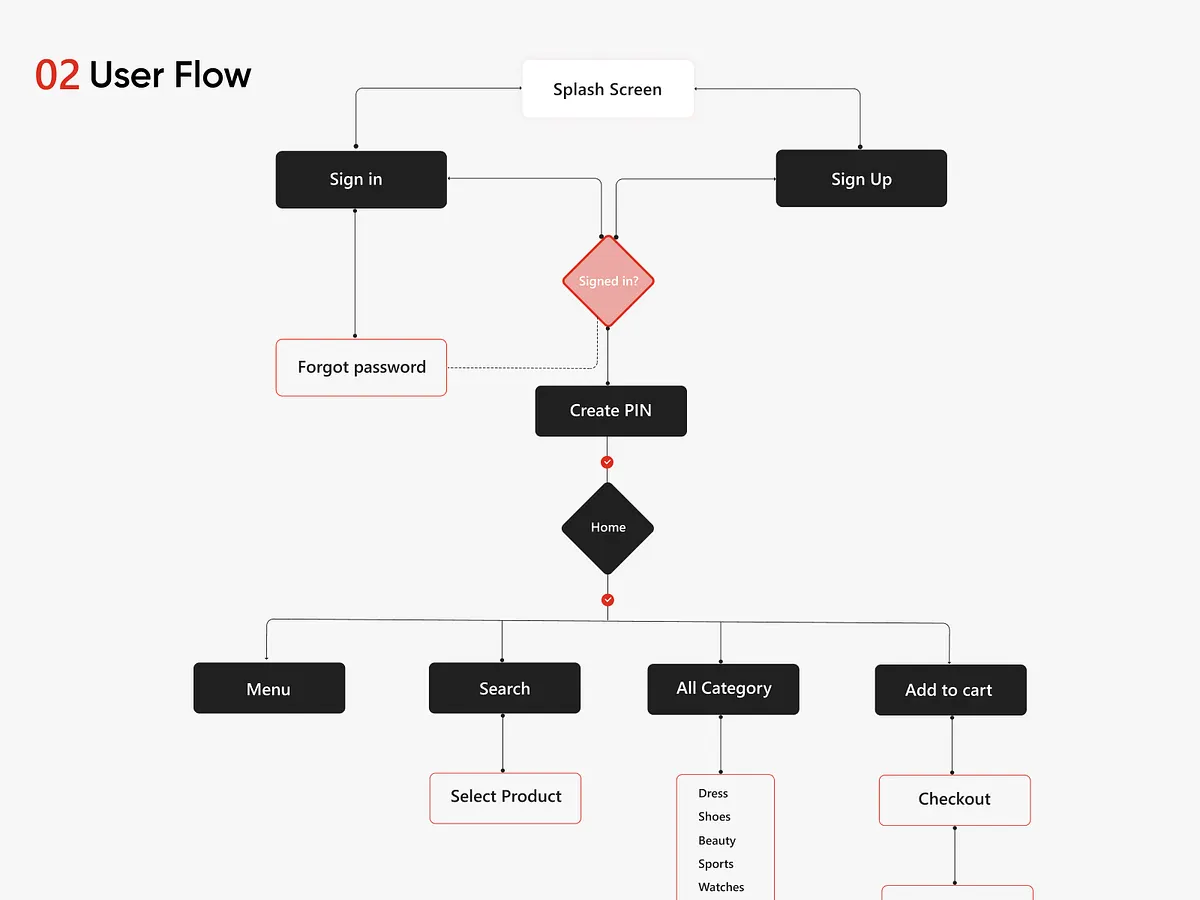 02 User Flow
Splash Screen
Sign in
Sign Up
Signed in?
Forgot password
Create PIN
Home
Menu
Search
All Category
Add to cart
Select Product
Checkout
Dress
Shoes
Beauty
Sports
Watches